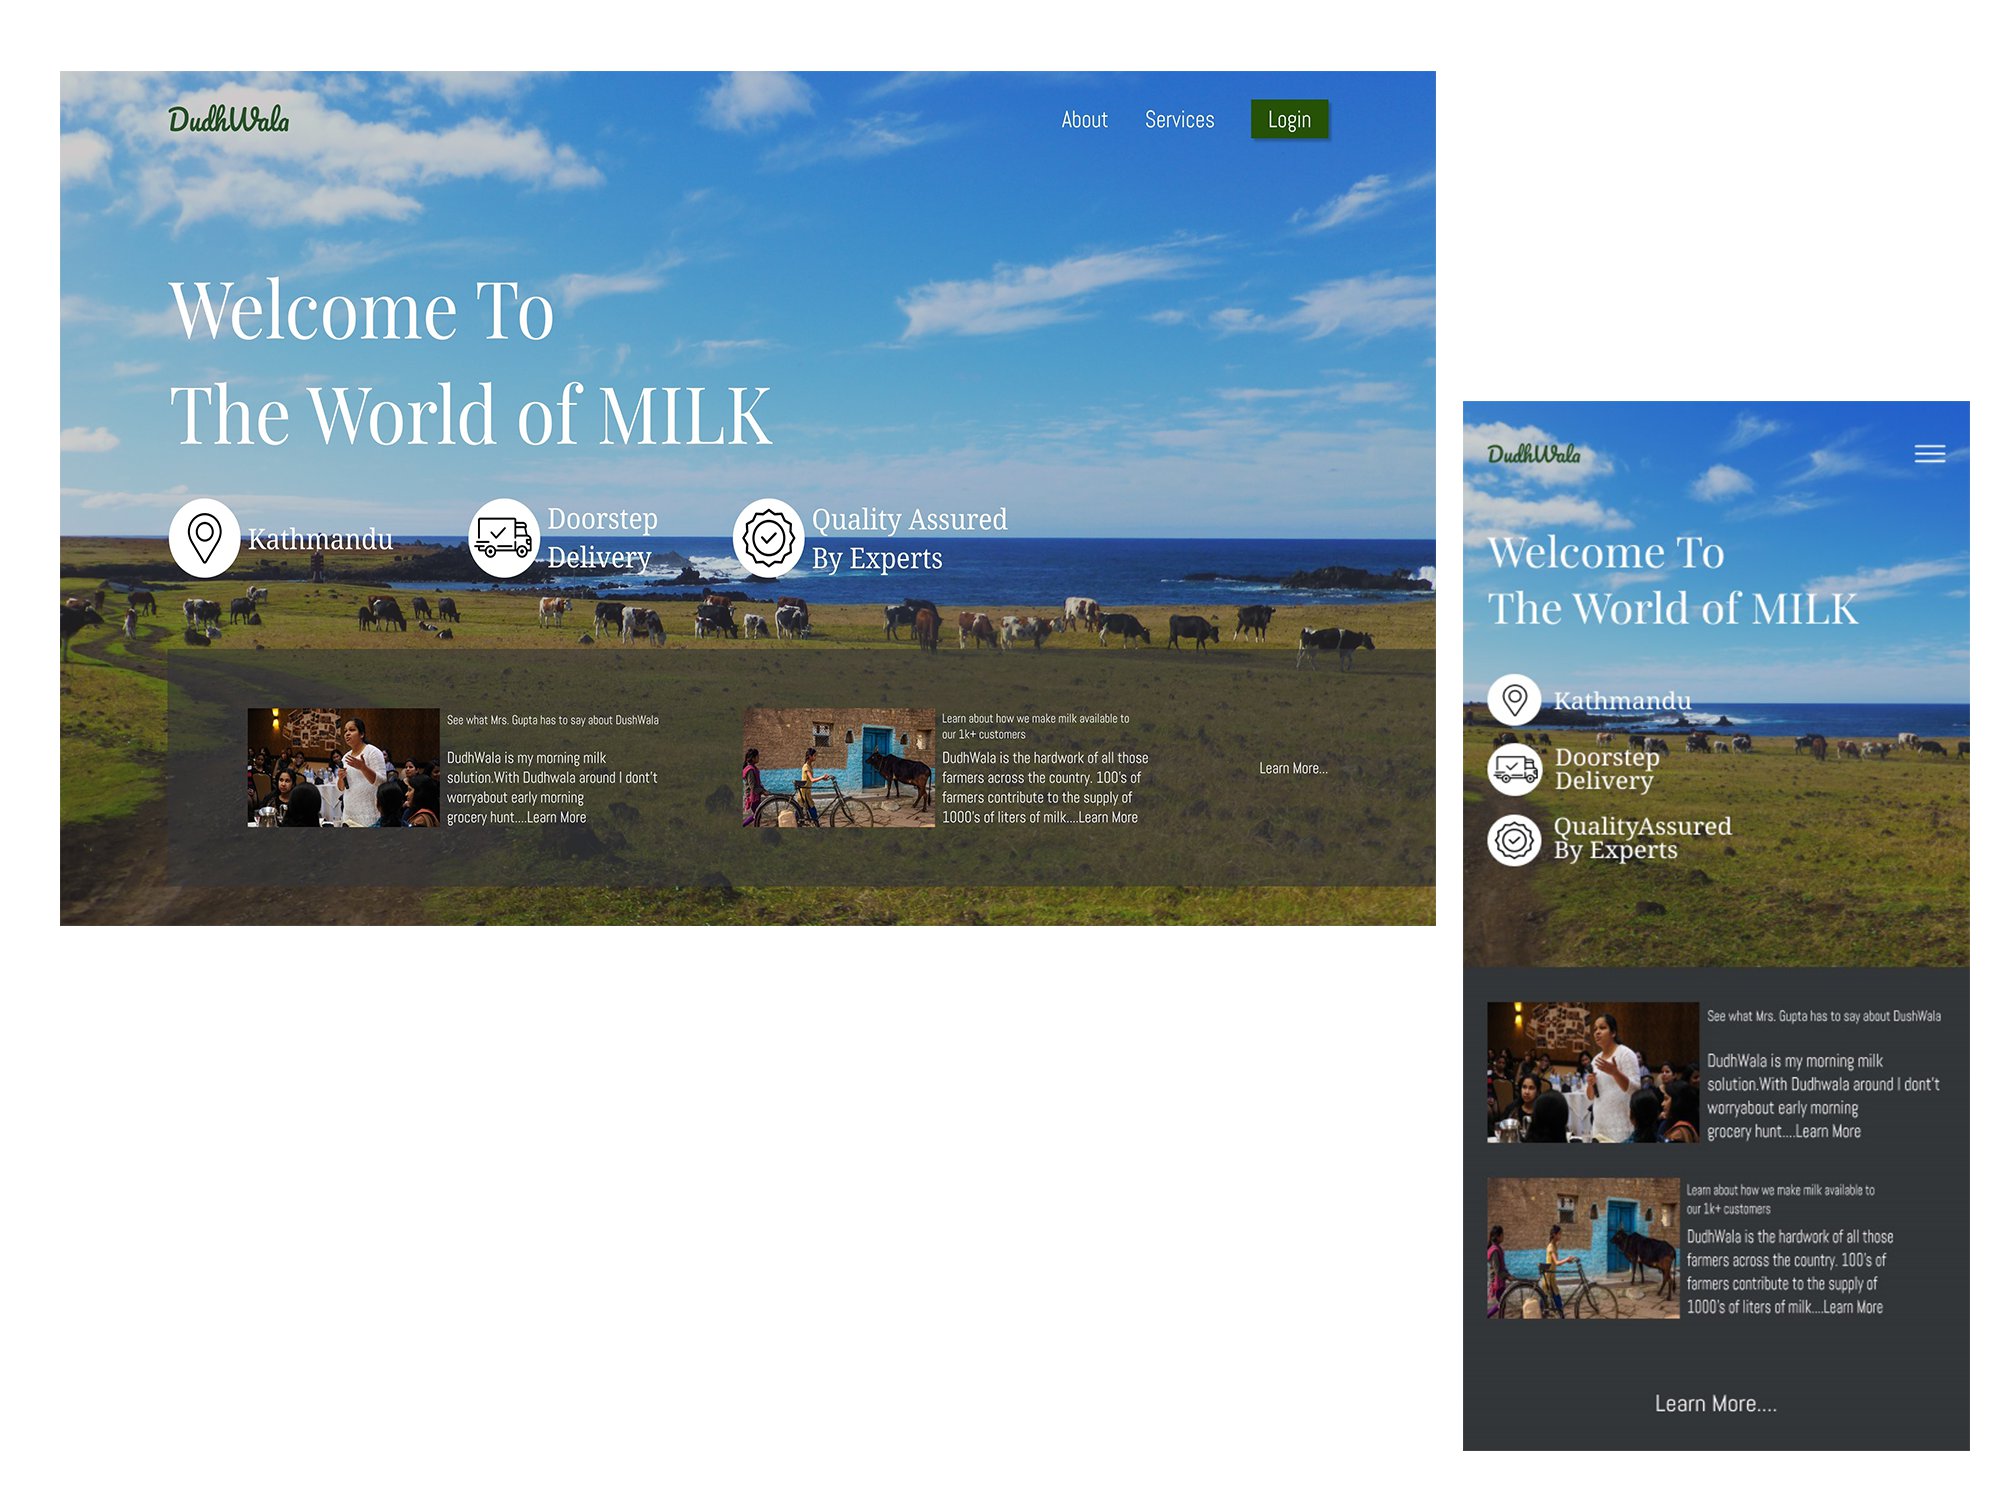 DudhWala
About
Services
Login
Welcome To
The World of MILK
Kathmandu
Doorstep
Delivery
Quality Assured
By Experts
See what Mrs. Gupta has to say about DushWala
DudhWala is my morning milk
solution.With Dudhwala around I dont't
worryabout early morning
grocery hunt....Learn More
Learn about how we make milk available to
our 1k+ customers
DudhWala is the hardwork of all those
farmers across the country. 100's of
farmers contribute to the supply of
1000's of liters of milk....Learn More
Learn More...
DudhWala
Welcome To
The World of MILK
Kathmandu
Doorstep
Delivery
QualityAssured
By Experts
See what Mrs. Gupta has to say about DushWala
DudhWala is my morning milk
solution.With Dudhwala around I dont't
worryabout early morning
grocery hunt....Learn More
Learn about how we make milk available to
our 1k+ customers
DudhWala is the hardwork of all those
farmers across the country. 100's of
farmers contribute to the supply of
1000's of liters of milk....Learn More
Learn More....